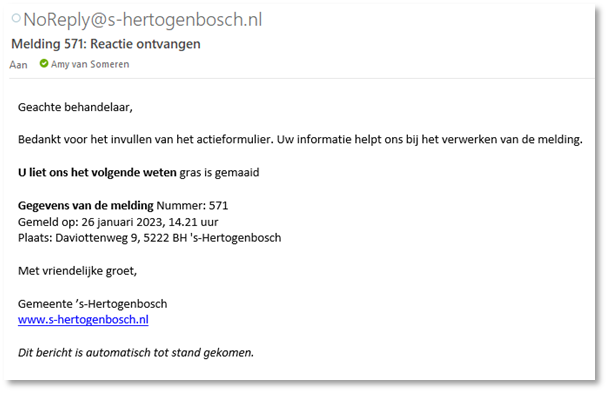 NoReply@s-hertogenbosch.nl
Melding 571: Reactie ontvangen
Aan Amy van Someren
Geachte behandelaar,
Bedankt voor het invullen van het actieformulier. Uw informatie helpt ons bij het verwerken van de melding.
U liet ons het volgende weten gras is gemaaid
Gegevens van de melding Nummer: 571
Gemeld op: 26 januari 2023, 14.21 uur
Plaats: Daviottenweg 9, 5222 BH 's-Hertogenbosch
Met vriendelijke groet,
Gemeente ’s-Hertogenbosch
www.s-hertogenbosch.nl
Dit bericht is automatisch tot stand gekomen.